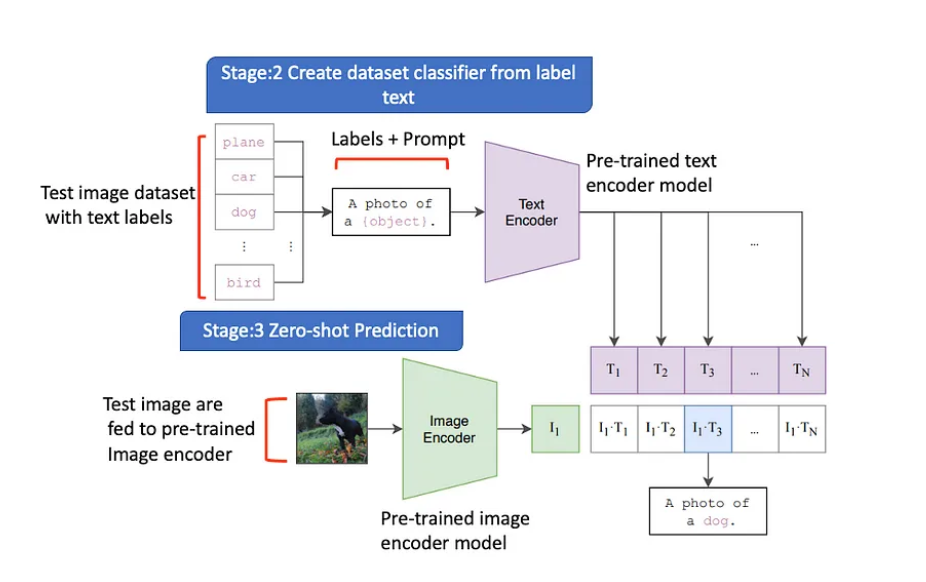 Stage:2 Create dataset classifier from label
text
plane
car
dog
⋮
⋮
bird
Test image dataset
with text labels
Labels + Prompt
A photo of
a {object}.
Text
Encoder
Pre-trained text
encoder model
...
Stage:3 Zero-shot Prediction
T1 T2 T3 ... TN
Test image are
fed to pre-trained
Image encoder
Image
Encoder
I1
I1·T1 I1·T2 I1·T3 ... I1·TN
A photo of
a dog.
Pre-trained image
encoder model